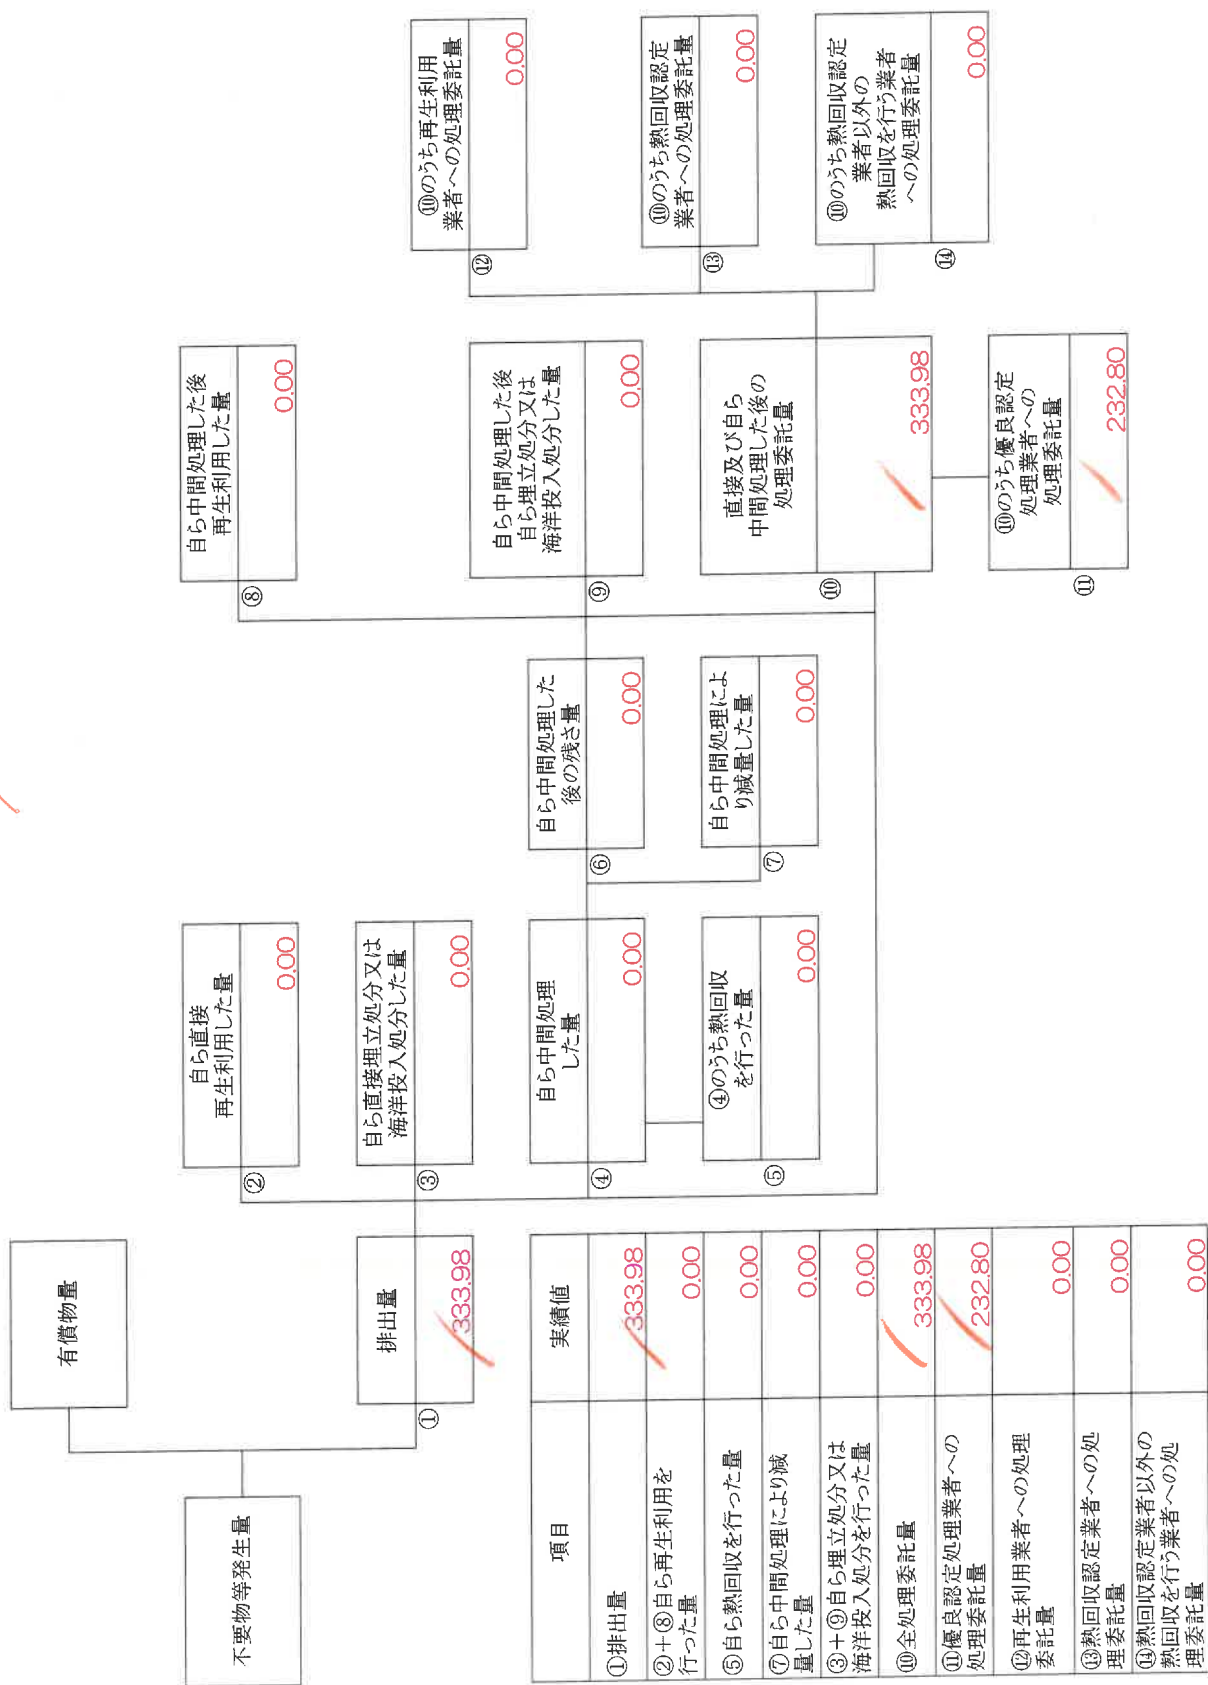 不要物等発生量
有償物量
排出量
①
333.98
自ら直接
再生利用した量
②
0.00
自ら直接埋立処分又は
海洋投入処分した量
③
0.00
自ら中間処理
した量
④
0.00
④のうち熱回収
を行った量
⑤
0.00
自ら中間処理した
後の残さ量
⑥
0.00
自ら中間処理によ
り減量した量
⑦
0.00
自ら中間処理した後
再生利用した量
⑧
0.00
自ら中間処理した後
自ら埋立処分又は
海洋投入処分した量
⑨
0.00
直接及び自ら
中間処理した後の
処理委託量
⑩
333.98
⑩のうち優良認定
処理業者への
処理委託量
⑪
232.80
⑩のうち再生利用
業者への処理委託量
⑫
0.00
⑩のうち熱回収認定
業者への処理委託量
⑬
0.00
⑩のうち熱回収認定
業者以外の
熱回収を行う業者
への処理委託量
⑭
0.00
項目
実績値
①排出量
333.98
②+⑧自ら再生利用を
行った量
0.00
⑤自ら熱回収を行った量
0.00
⑦自ら中間処理により減
量した量
0.00
③+⑨自ら埋立処分又は
海洋投入処分を行った量
0.00
⑩全処理委託量
333.98
⑪優良認定処理業者への
処理委託量
232.80
⑫再生利用業者への処理
委託量
0.00
⑬熱回収認定業者への処
理委託量
0.00
⑭熱回収認定業者以外の
熱回収を行う業者への処
理委託量
0.00